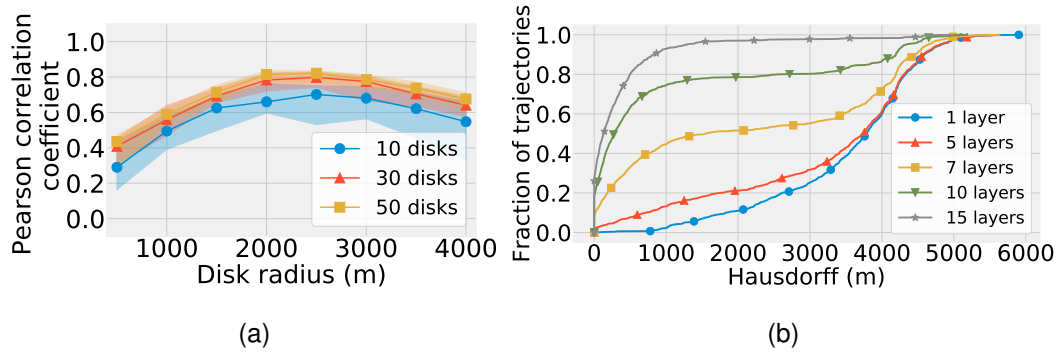 Pearson correlation
coefficient
1.0
0.8
0.6
0.4
0.2
0.0
1000 2000 3000 4000
Disk radius (m)
10 disks
30 disks
50 disks
(a)
Fraction of trajectories
1.0
0.8
0.6
0.4
0.2
0.0
0 1000 2000 3000 4000 5000 6000
Hausdorff (m)
1 layer
5 layers
7 layers
10 layers
15 layers
(b)